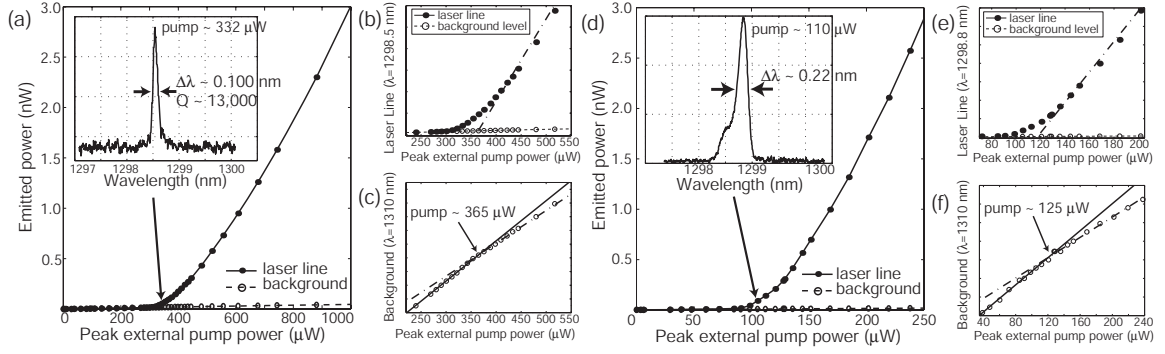 (a)
Emitted power (nW)
3.0
2.5
2.0
1.5
1.0
0.5
0
pump ~ 332 μW
Δλ ~ 0.100 nm
Q ~ 13,000
1297 1298 1299 1300
Wavelength (nm)
laser line
background
0 200 400 600 800 1000
Peak external pump power (μW)
(b)
laser line
background level
Laser Line (λ=1298.5 nm)
250 300 350 400 450 500 550
Peak external pump power (μW)
(c)
Background (λ=1310 nm)
pump ~ 365 μW
250 300 350 400 450 500 550
Peak external pump power (μW)
(d)
Emitted power (nW)
3.0
2.5
2.0
1.5
1.0
0.5
0
pump ~ 110 μW
Δλ ~ 0.22 nm
1297 1298 1299 1300
Wavelength (nm)
laser line
background
0 50 100 150 200 250
Peak external pump power (μW)
(e)
laser line
background level
Laser Line (λ=1298.8 nm)
80 100 120 140 160 180 200
Peak external pump power (μW)
(f)
Background (λ=1310 nm)
pump ~ 125 μW
40 60 80 100 120 140 160 180 200 220 240
Peak external pump power (μW)